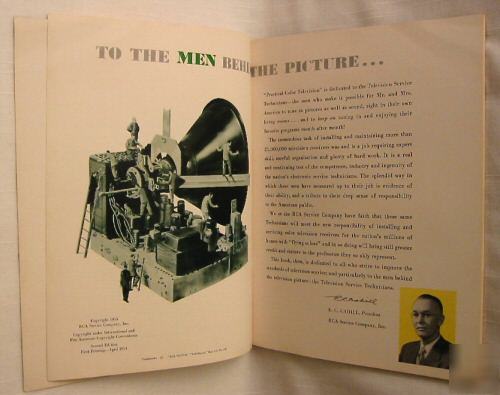 TO THE MEN BEHIND THE PICTURE...
"Practical Color Television" is dedicated to the Television Service
Technicians—the men who make it possible for Mr. and Mrs.
America to tune in pictures as well as sound, right in their own
living rooms . . . and to keep on tuning in and enjoying their
favorite programs month after month!
The tremendous task of installing and maintaining more than
television receivers was and is a job requiring expert
skill, careful organization and plenty of hard work. It is a real
and continuing test of the competence, industry and ingenuity of
the nation's electronic service technicians. The splendid way in
which these men have measured up to their job is evidence of
their ability, and a tribute to their deep sense of responsibility
to the American public.
We at the RCA Service Company have faith that these same
Technicians will meet the new responsibility of installing and
servicing color television receivers for the nation's millions of
homes with "flying colors" and in so doing will bring still greater
credit and stature to the profession they so ably represent.
This book, then, is dedicated to all who strive to improve the
standards of television service; and particularly to the men behind
the television picture: the Television Service Technicians.
E. C. CAHILL, President
RCA Service Company, Inc.
Copyright
RCA Service Company, Inc.
Copyright under International and
Pan American Copyright Conventions
Second Edition
First Printing—April 1954